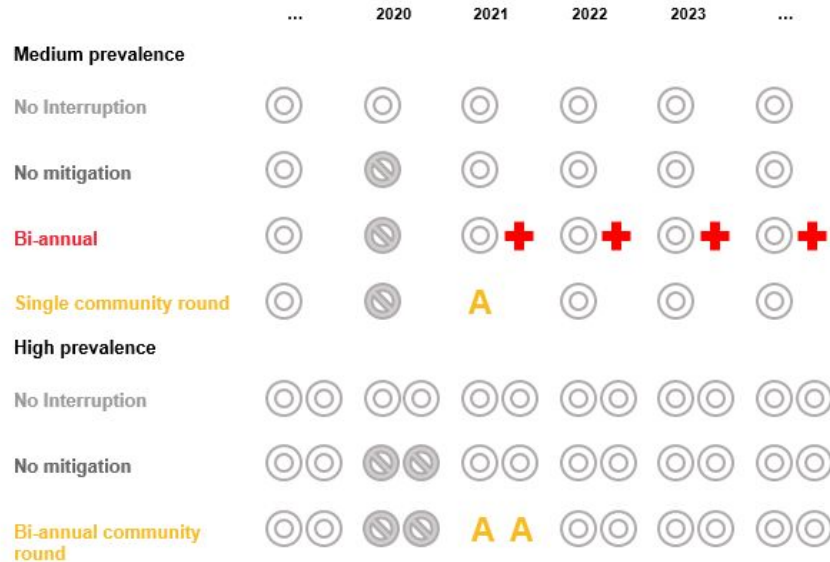 ... 2020 2021 2022 2023 ...
Medium prevalence
No Interruption
No mitigation
Bi-annual
Single community round A
High prevalence
No Interruption
No mitigation
Bi-annual community A A
round